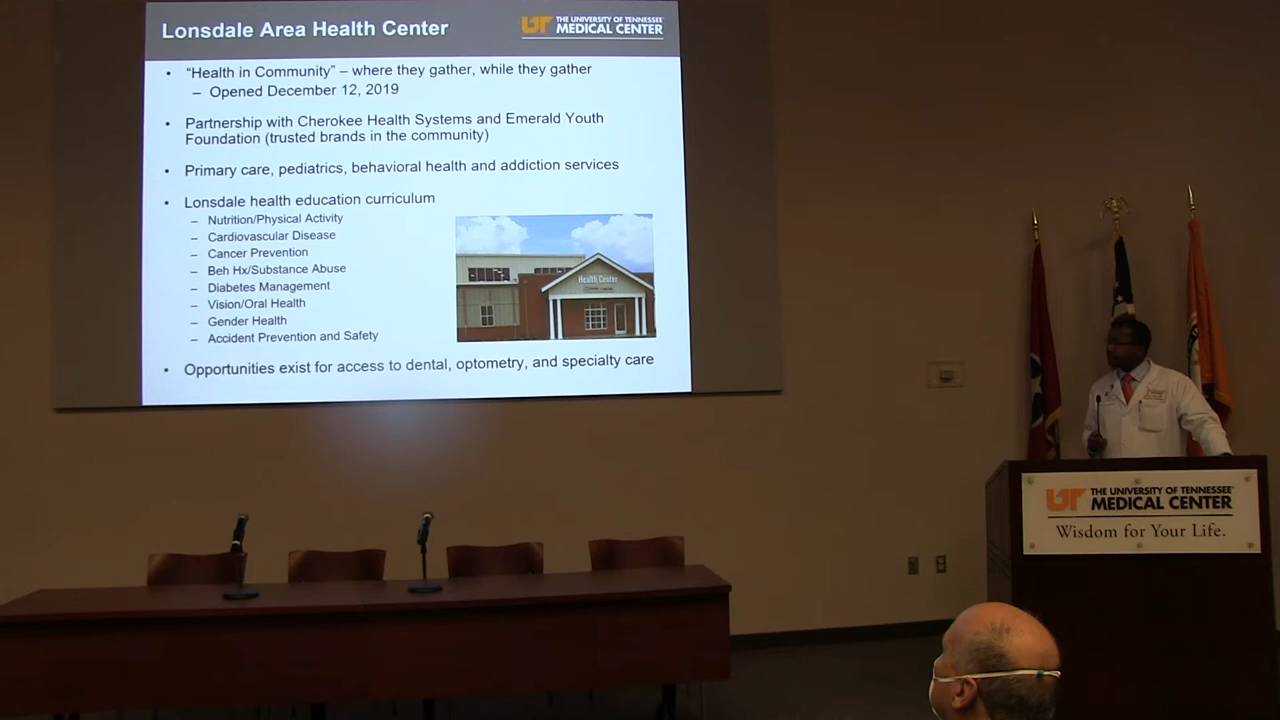 Lonsdale Area Health Center
UT THE UNIVERSITY OF TENNESSEE
MEDICAL CENTER
• "Health in Community" – where they gather, while they gather
– Opened December 12, 2019
• Partnership with Cherokee Health Systems and Emerald Youth
Foundation (trusted brands in the community)
• Primary care, pediatrics, behavioral health and addiction services
• Lonsdale health education curriculum
– Nutrition/Physical Activity
– Cardiovascular Disease
– Cancer Prevention
– Beh Hx/Substance Abuse
– Diabetes Management
– Vision/Oral Health
– Gender Health
– Accident Prevention and Safety
Health Center
• Opportunities exist for access to dental, optometry, and specialty care
UT THE UNIVERSITY OF TENNESSEE
MEDICAL CENTER
Wisdom for Your Life.